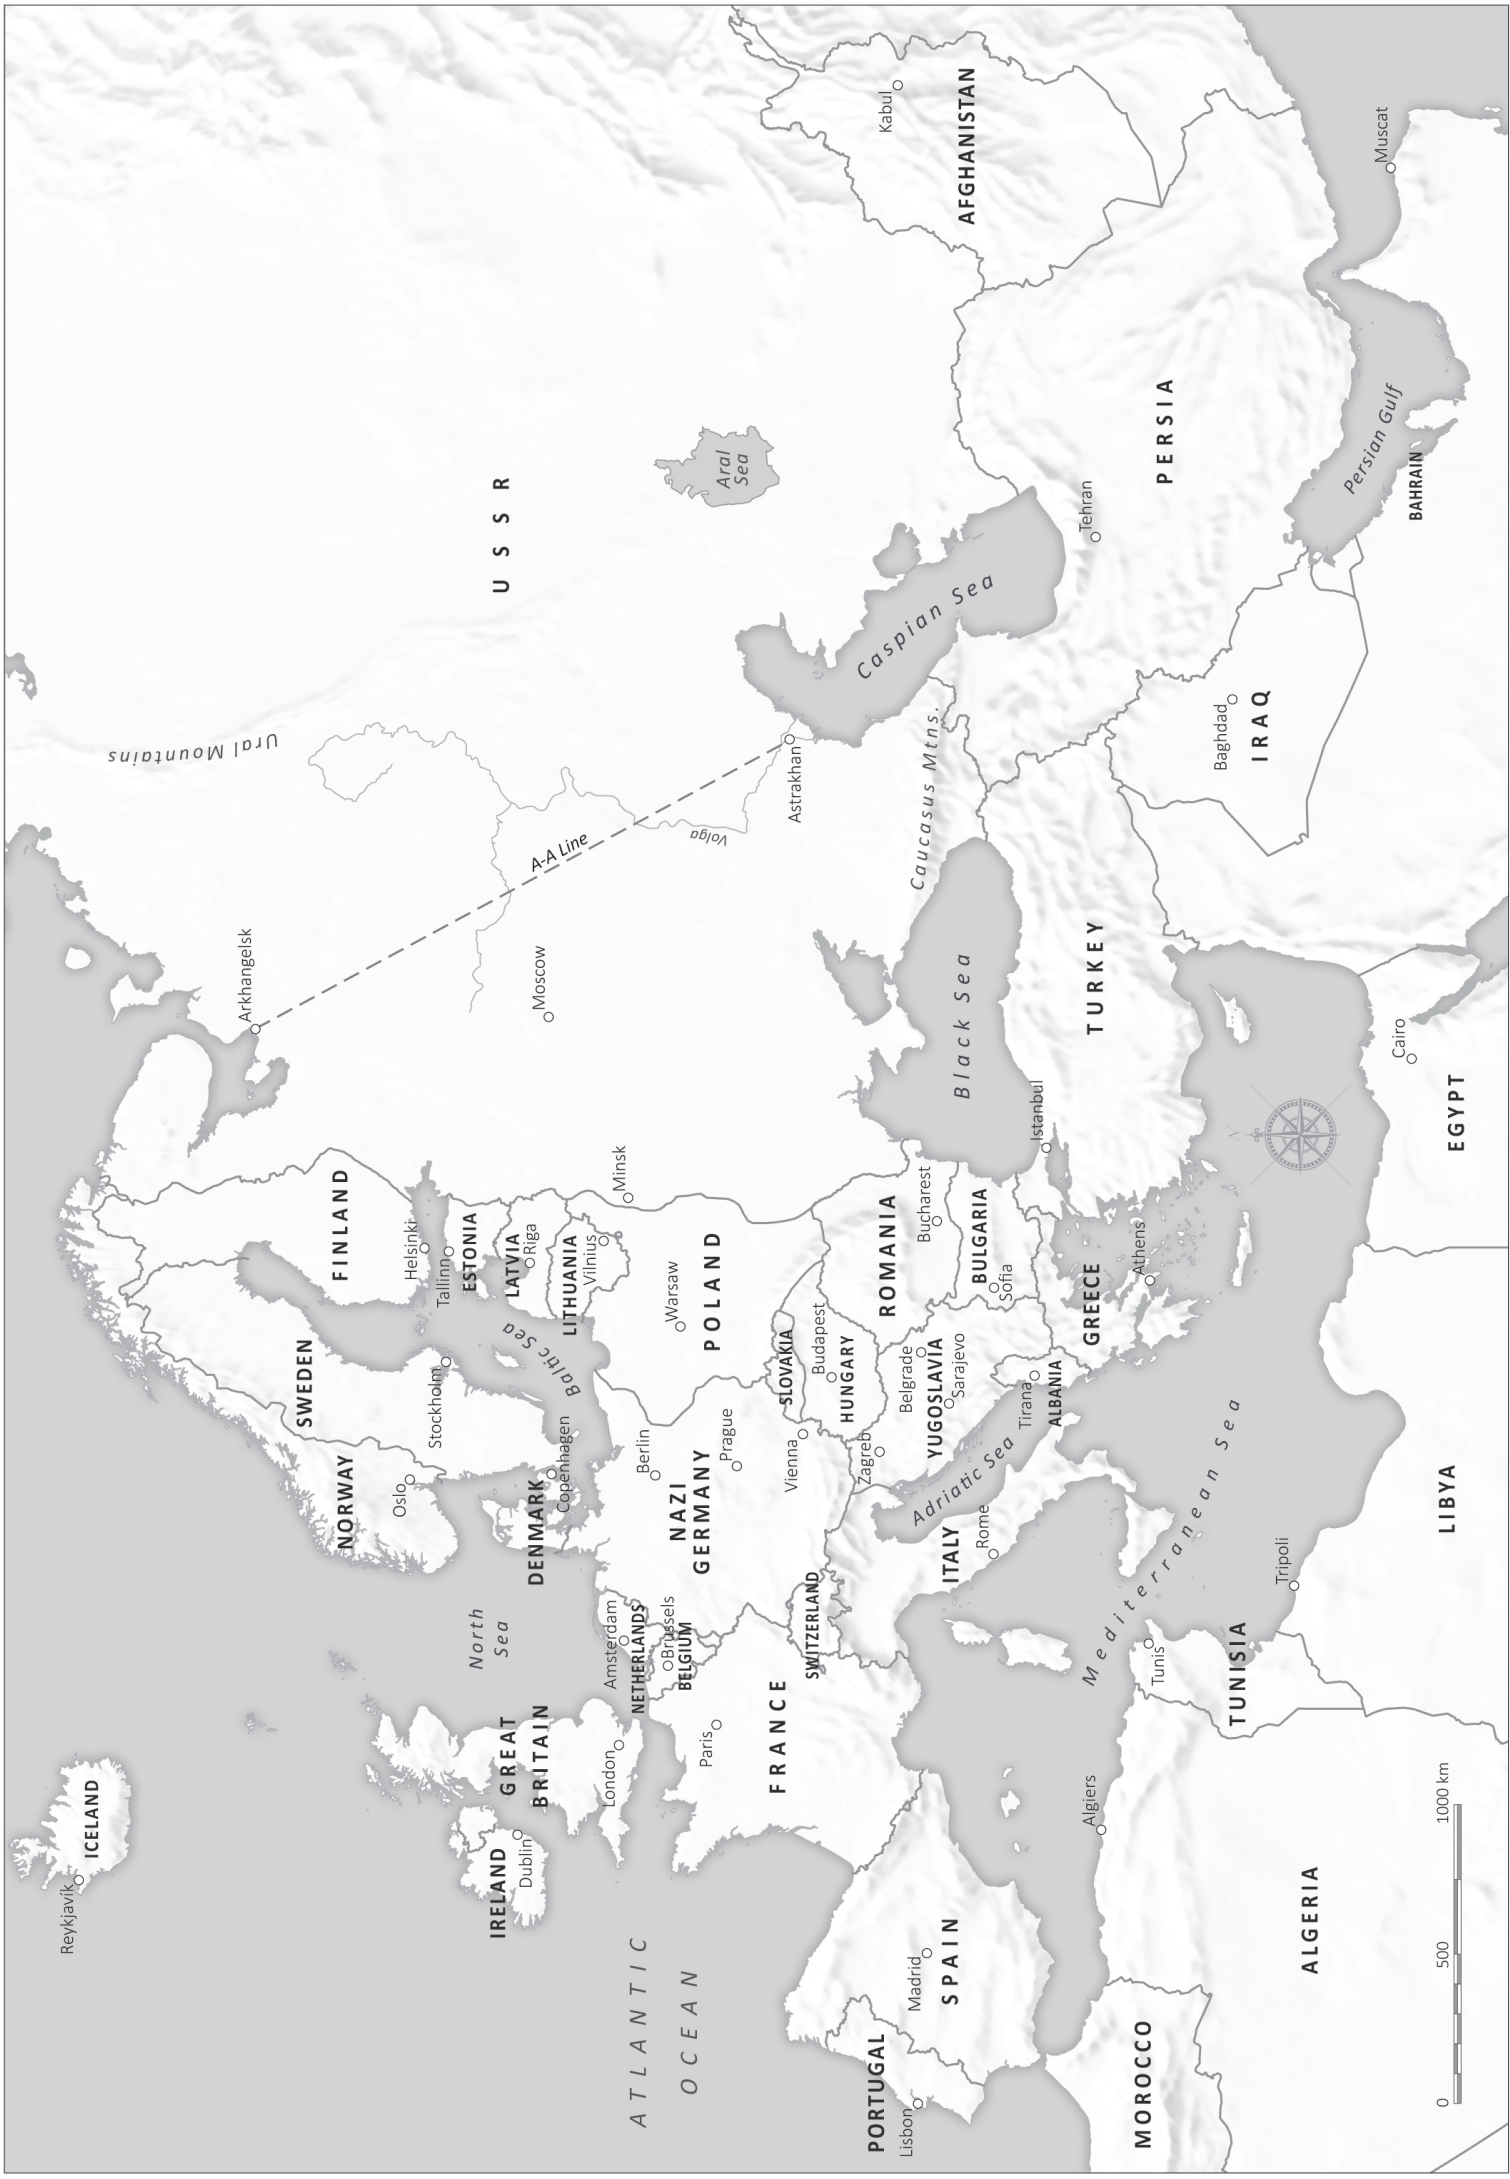 Reykjavík
ICELAND
ATLANTIC
OCEAN
IRELAND
Dublin
GREAT
BRITAIN
London
North
Sea
NORWAY
Oslo
SWEDEN
Stockholm
FINLAND
Helsinki
Tallinn
ESTONIA
LATVIA
Riga
LITHUANIA
Vilnius
Baltic Sea
DENMARK
Copenhagen
Amsterdam
NETHERLANDS
Brussels
BELGIUM
Berlin
NAZI
GERMANY
Prague
Vienna
Warsaw
POLAND
Minsk
Moscow
Arkhangelsk
A-A Line
Astrakhan
Volga
Ural Mountains
U S S R
Aral
Sea
Caspian Sea
Caucasus Mtns.
Black Sea
Paris
FRANCE
SWITZERLAND
SLOVAKIA
Budapest
HUNGARY
ROMANIA
Bucharest
BULGARIA
Sofia
Zagreb
Belgrade
YUGOSLAVIA
Sarajevo
Tirana
ALBANIA
GREECE
Athens
Adriatic Sea
ITALY
Rome
Mediterranean Sea
PORTUGAL
Lisbon
Madrid
SPAIN
MOROCCO
ALGERIA
Algiers
Tunis
TUNISIA
Tripoli
LIBYA
EGYPT
Cairo
N
Istanbul
TURKEY
Baghdad
IRAQ
Tehran
PERSIA
Persian Gulf
BAHRAIN
Muscat
Kabul
AFGHANISTAN
0 500 1000 km